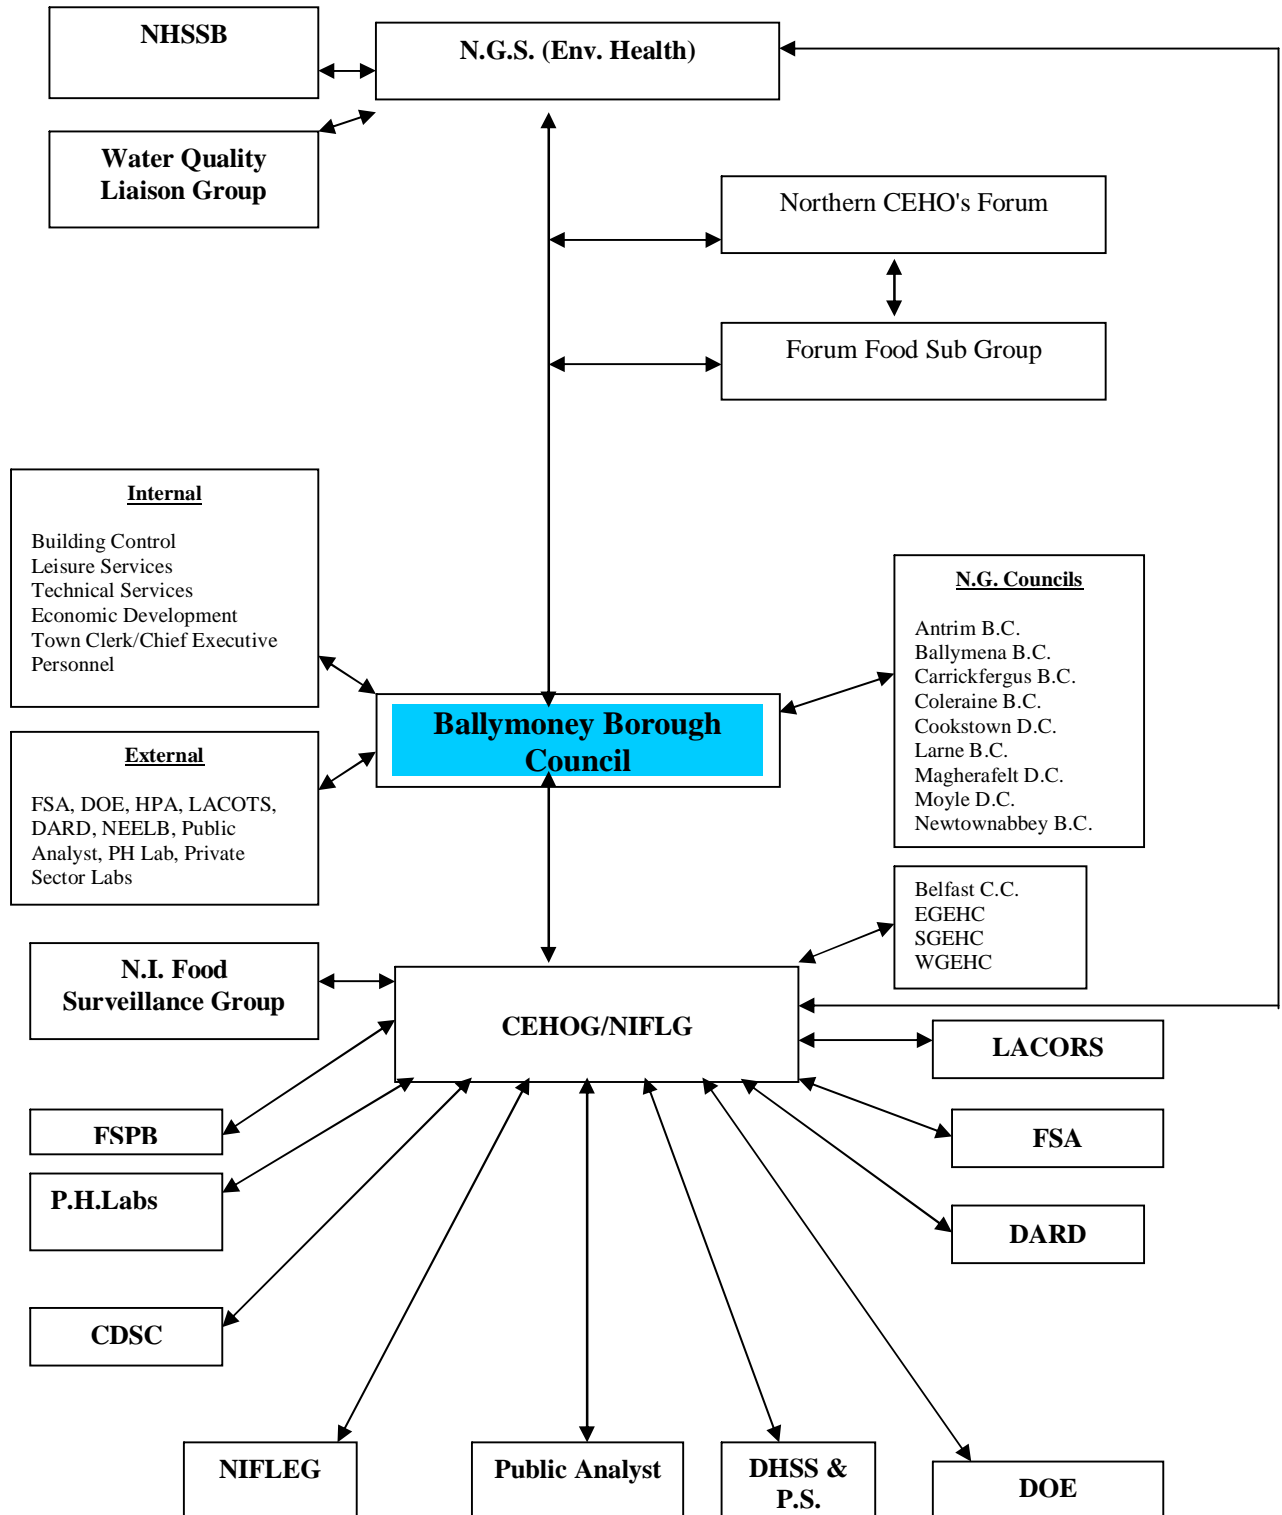 NHSSB
N.G.S. (Env. Health)
Water Quality
Liaison Group
Northern CEHO's Forum
Forum Food Sub Group
Internal
Building Control
Leisure Services
Technical Services
Economic Development
Town Clerk/Chief Executive
Personnel
N.G. Councils
Antrim B.C.
Ballymena B.C.
Carrickfergus B.C.
Coleraine B.C.
Cookstown D.C.
Larne B.C.
Magherafelt D.C.
Moyle D.C.
Newtownabbey B.C.
Ballymoney Borough
Council
External
FSA, DOE, HPA, LACOTS,
DARD, NEELB, Public
Analyst, PH Lab, Private
Sector Labs
Belfast C.C.
EGEHC
SGEHC
WGEHC
N.I. Food
Surveillance Group
CEHOG/NIFLG
LACORS
FSPB
FSA
P.H.Labs
DARD
CDSC
NIFLEG
Public Analyst
DHSS &
P.S.
DOE